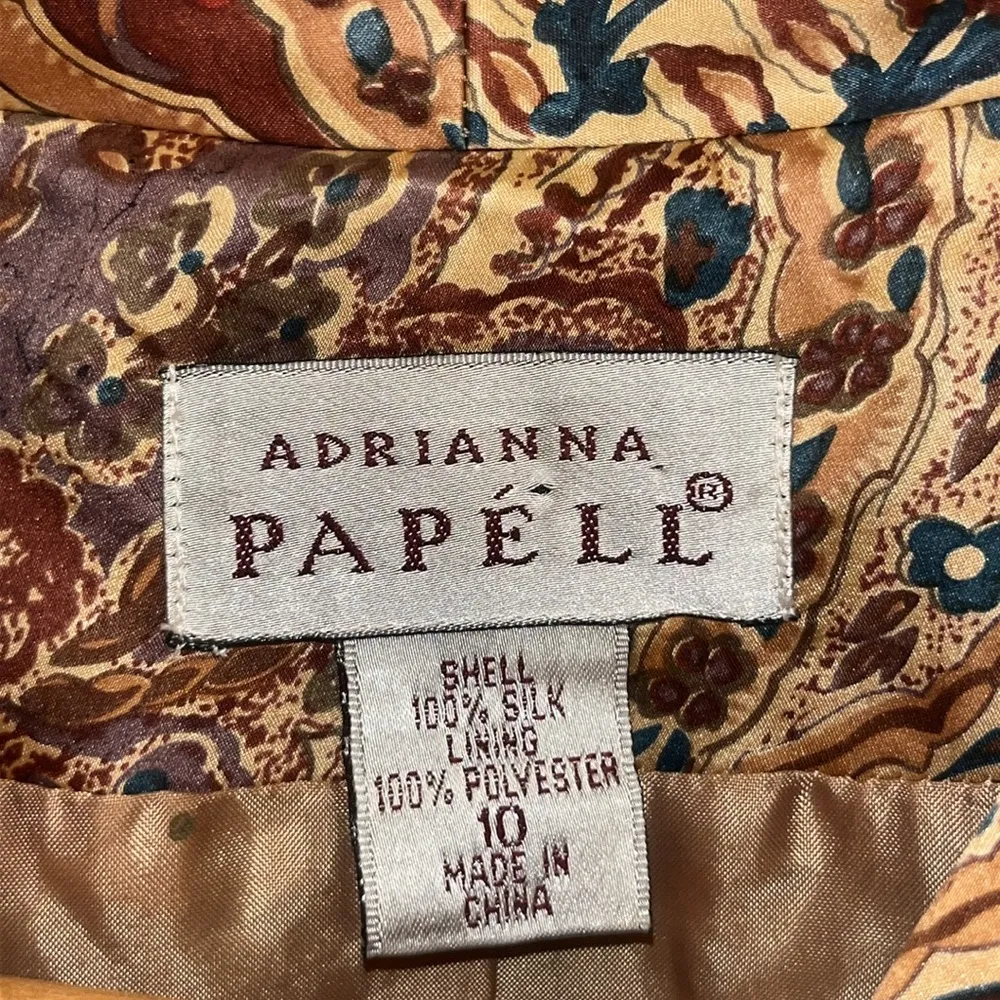 ADRIANNA
PAPÉLL®
SHELL
100% SILK
LINING
100% POLYESTER
10
MADE IN
CHINA